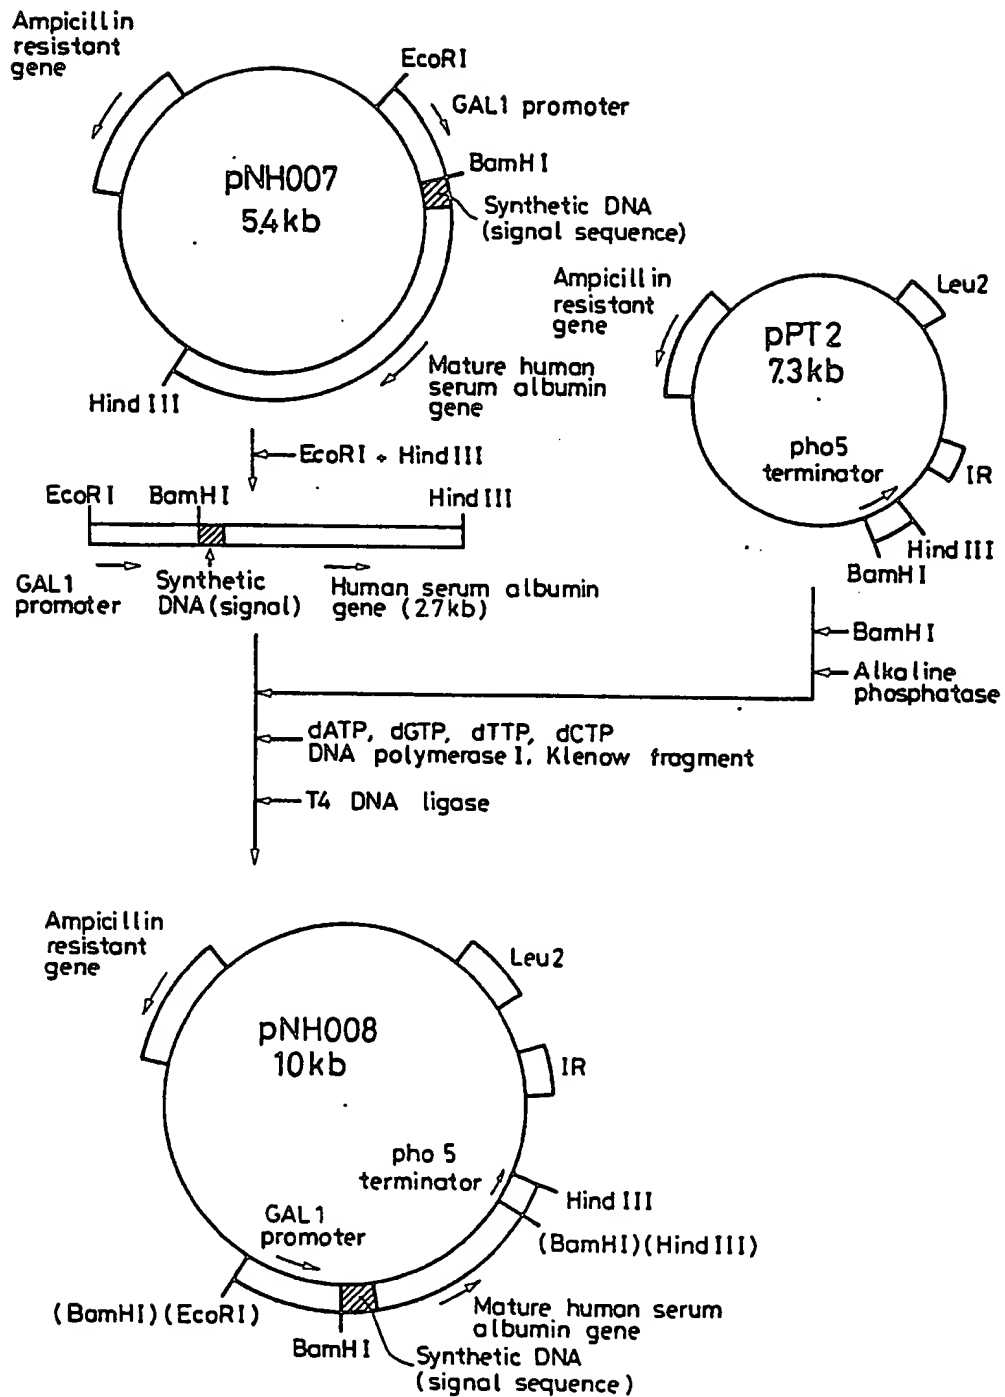 Ampicillin
resistant
gene
EcoRI
GAL1 promoter
BamHI
pNH007
5.4kb
Synthetic DNA
(signal sequence)
Mature human
serum albumin
gene
Hind III
Ampicillin
resistant
gene
Leu2
pPT2
7.3kb
pho5
terminator
IR
Hind III
BamHI
EcoRI + Hind III
EcoRI BamHI Hind III
GAL1
promoter
Synthetic
DNA (signal)
Human serum albumin
gene (2.7kb)
BamHI
Alkaline
phosphatase
dATP, dGTP, dTTP, dCTP
DNA polymerase I, Klenow fragment
T4 DNA ligase
Ampicillin
resistant
gene
Leu2
pNH008
10kb
IR
pho 5
terminator
Hind III
(BamHI)(Hind III)
GAL1
promoter
(BamHI)(EcoRI)
BamHI
Mature human serum
albumin gene
Synthetic DNA
(signal sequence)